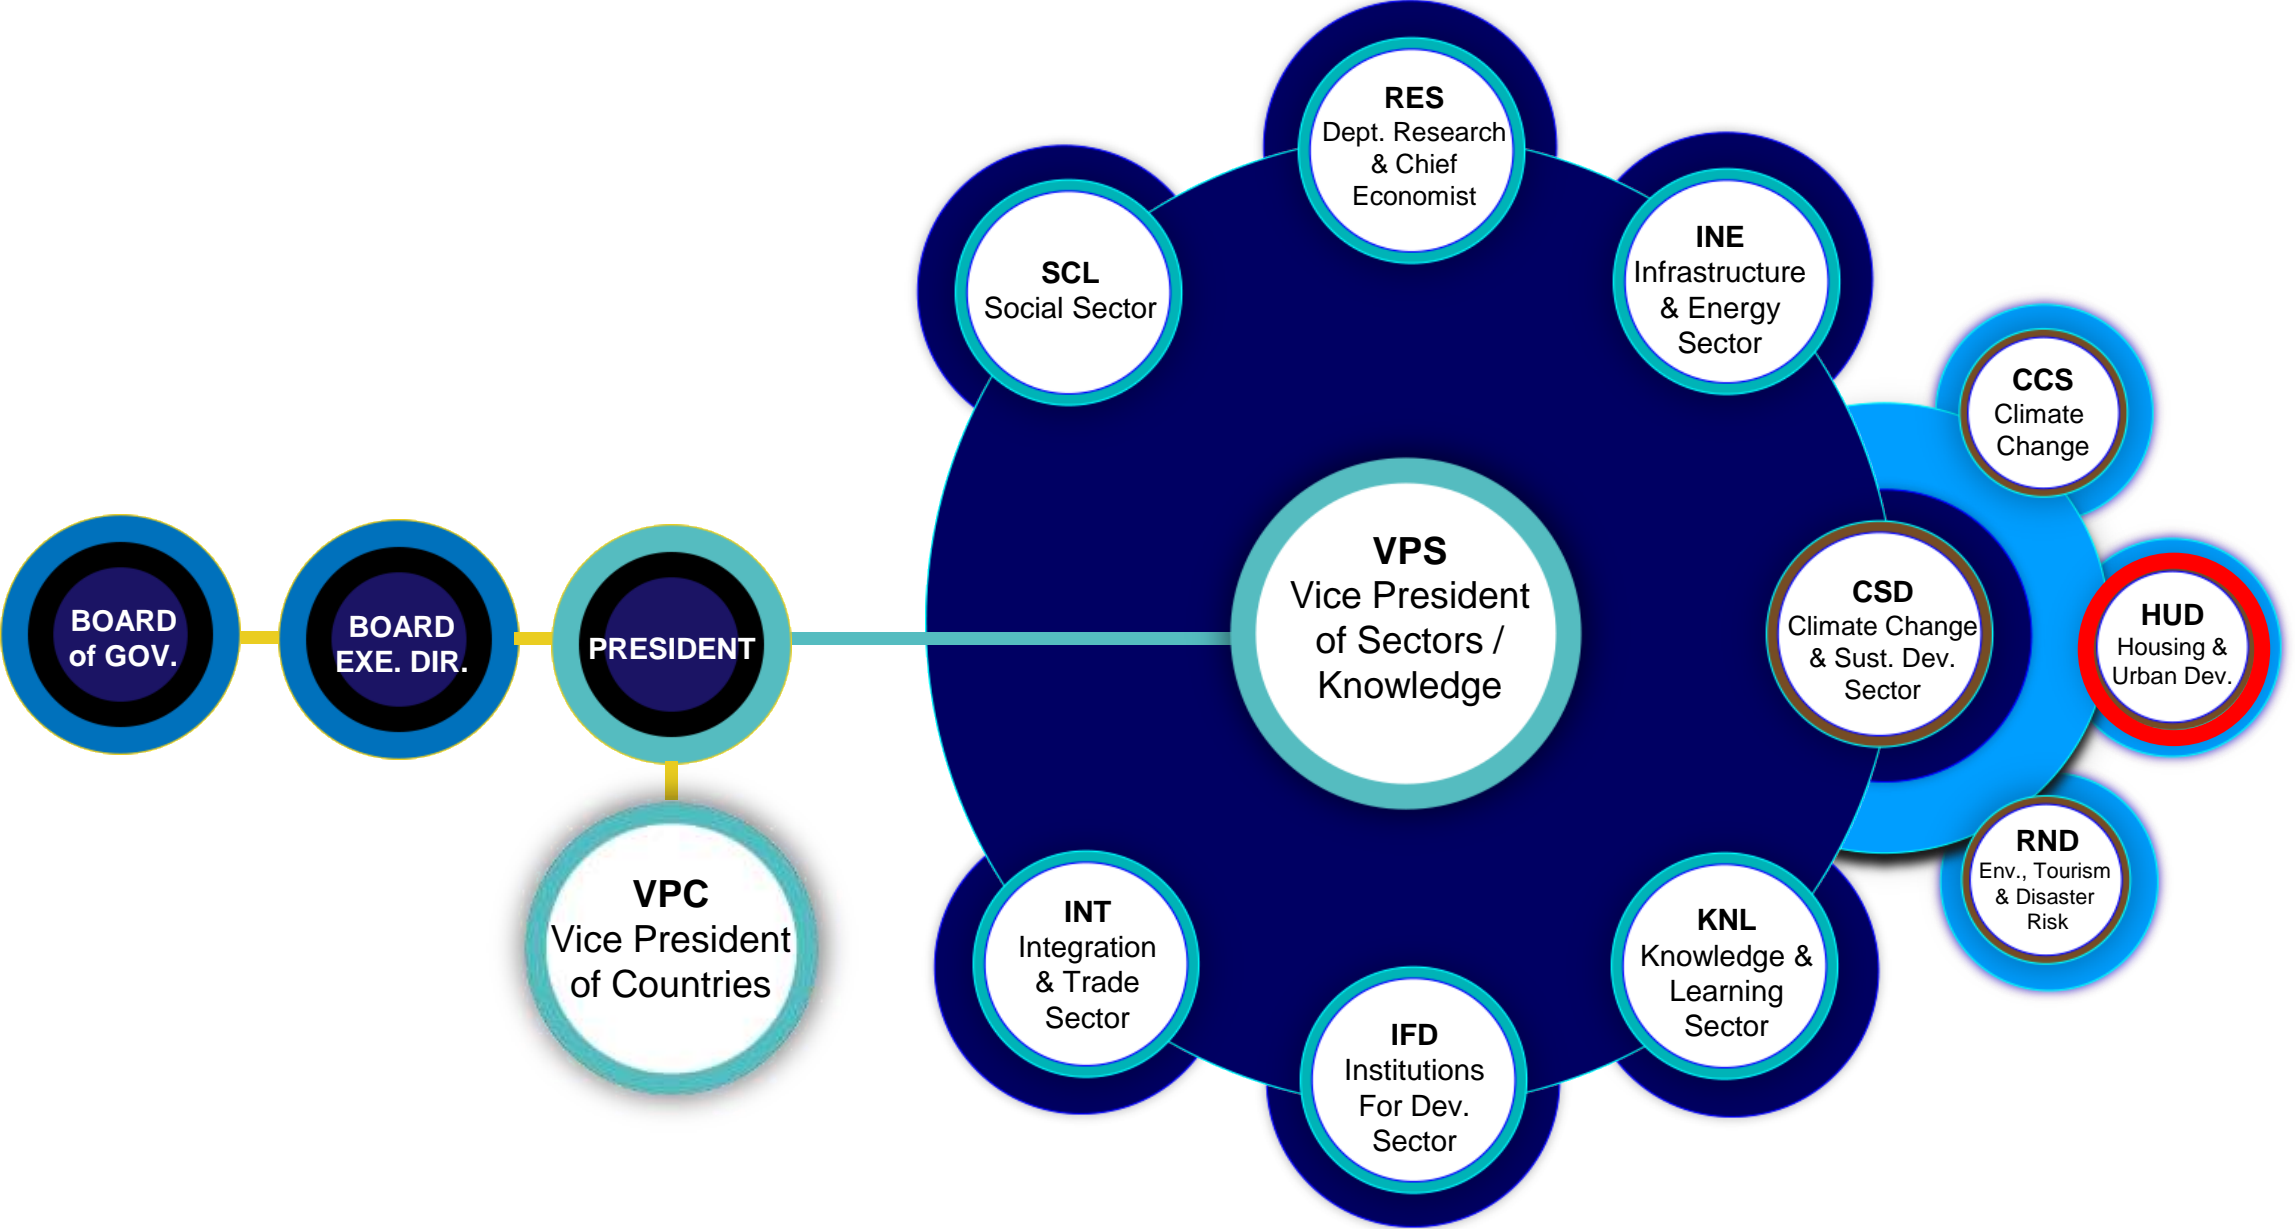 BOARD
of GOV.
BOARD
EXE. DIR.
PRESIDENT
VPC
Vice President
of Countries
VPS
Vice President
of Sectors /
Knowledge
SCL
Social Sector
RES
Dept. Research
& Chief
Economist
INE
Infrastructure
& Energy
Sector
CSD
Climate Change
& Sust. Dev.
Sector
CCS
Climate
Change
HUD
Housing &
Urban Dev.
RND
Env., Tourism
& Disaster
Risk
KNL
Knowledge &
Learning
Sector
IFD
Institutions
For Dev.
Sector
INT
Integration
& Trade
Sector